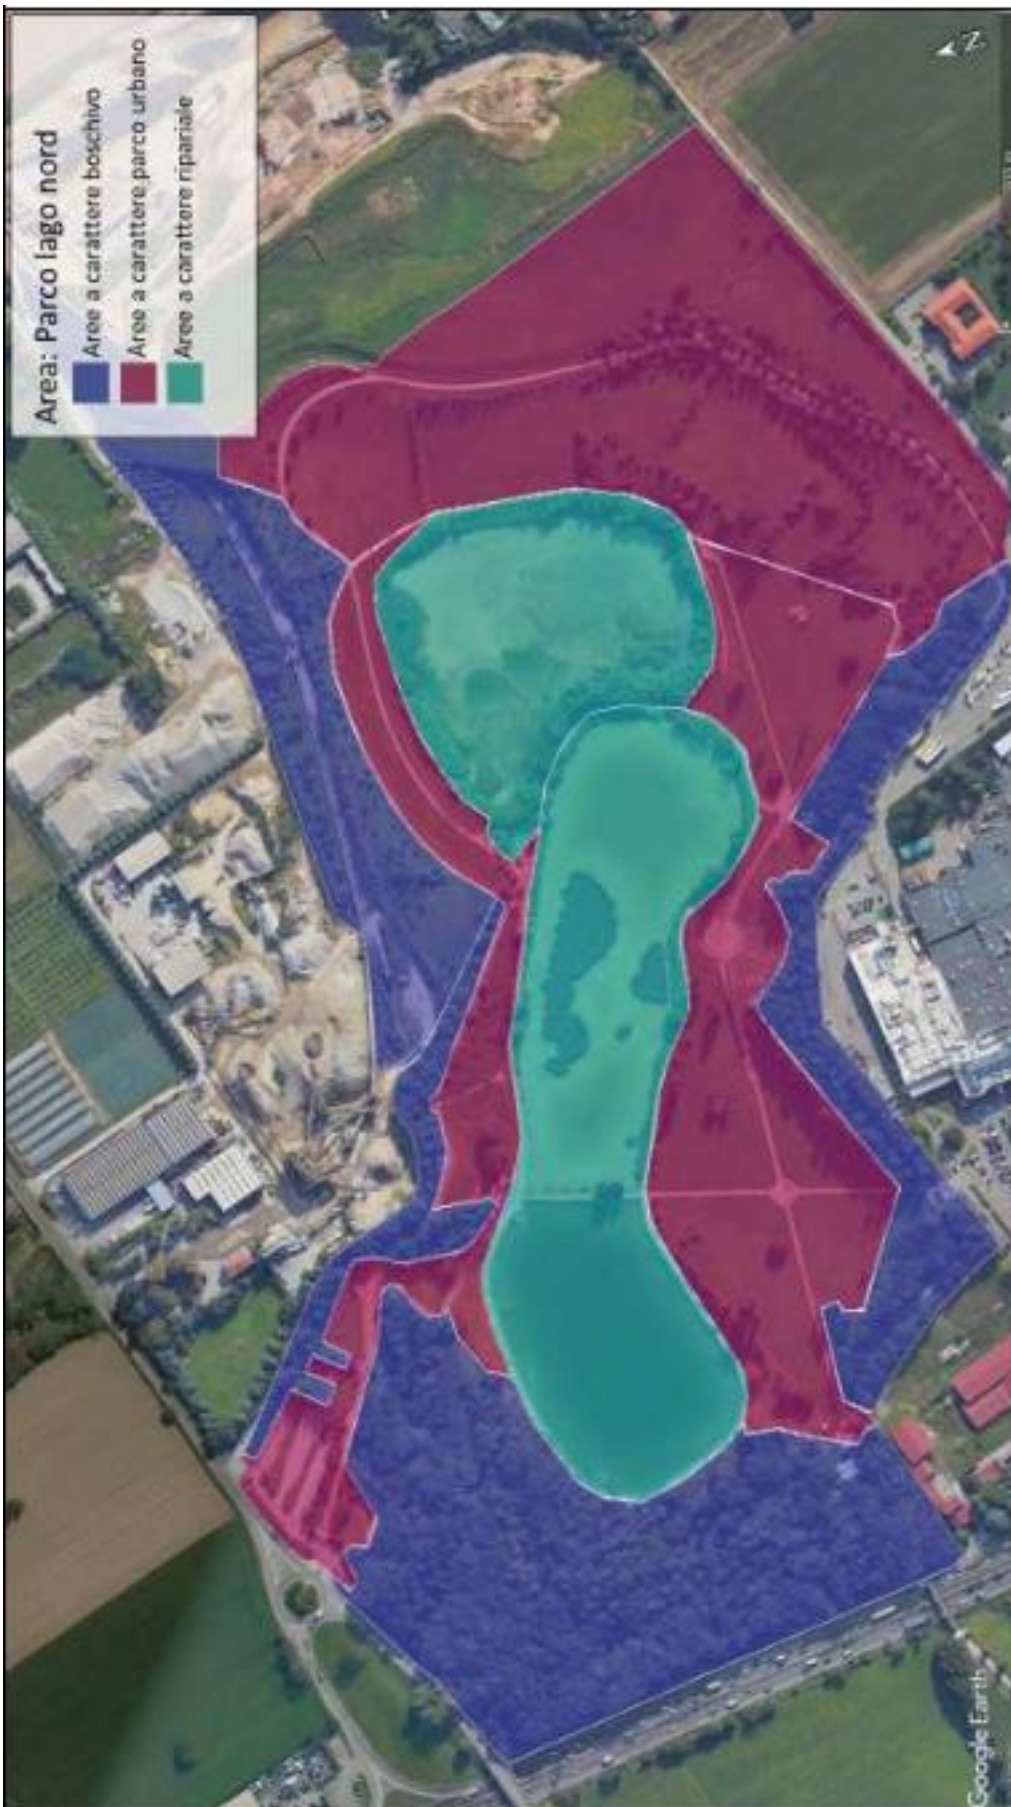 Area: Parco lago nord
Aree a carattere boschivo
Aree a carattere parco urbano
Aree a carattere ripariale
N
Google Earth